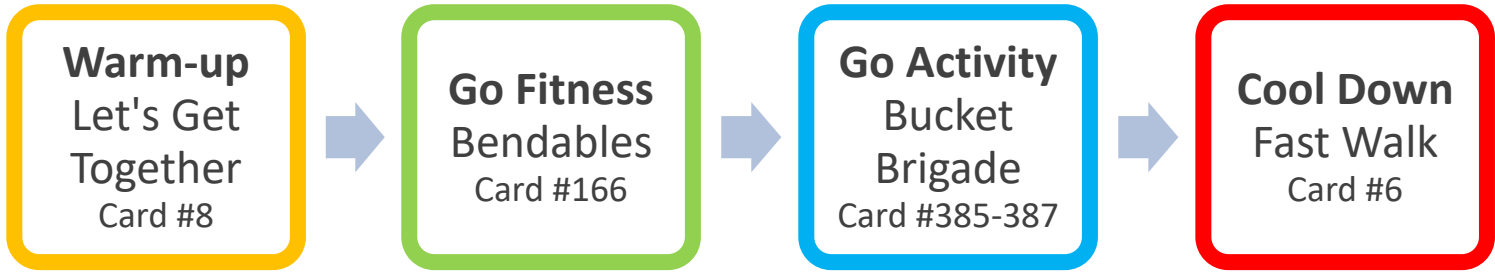 Warm-up
Let's Get
Together
Card #8
Go Fitness
Bendables
Card #166
Go Activity
Bucket
Brigade
Card #385-387
Cool Down
Fast Walk
Card #6